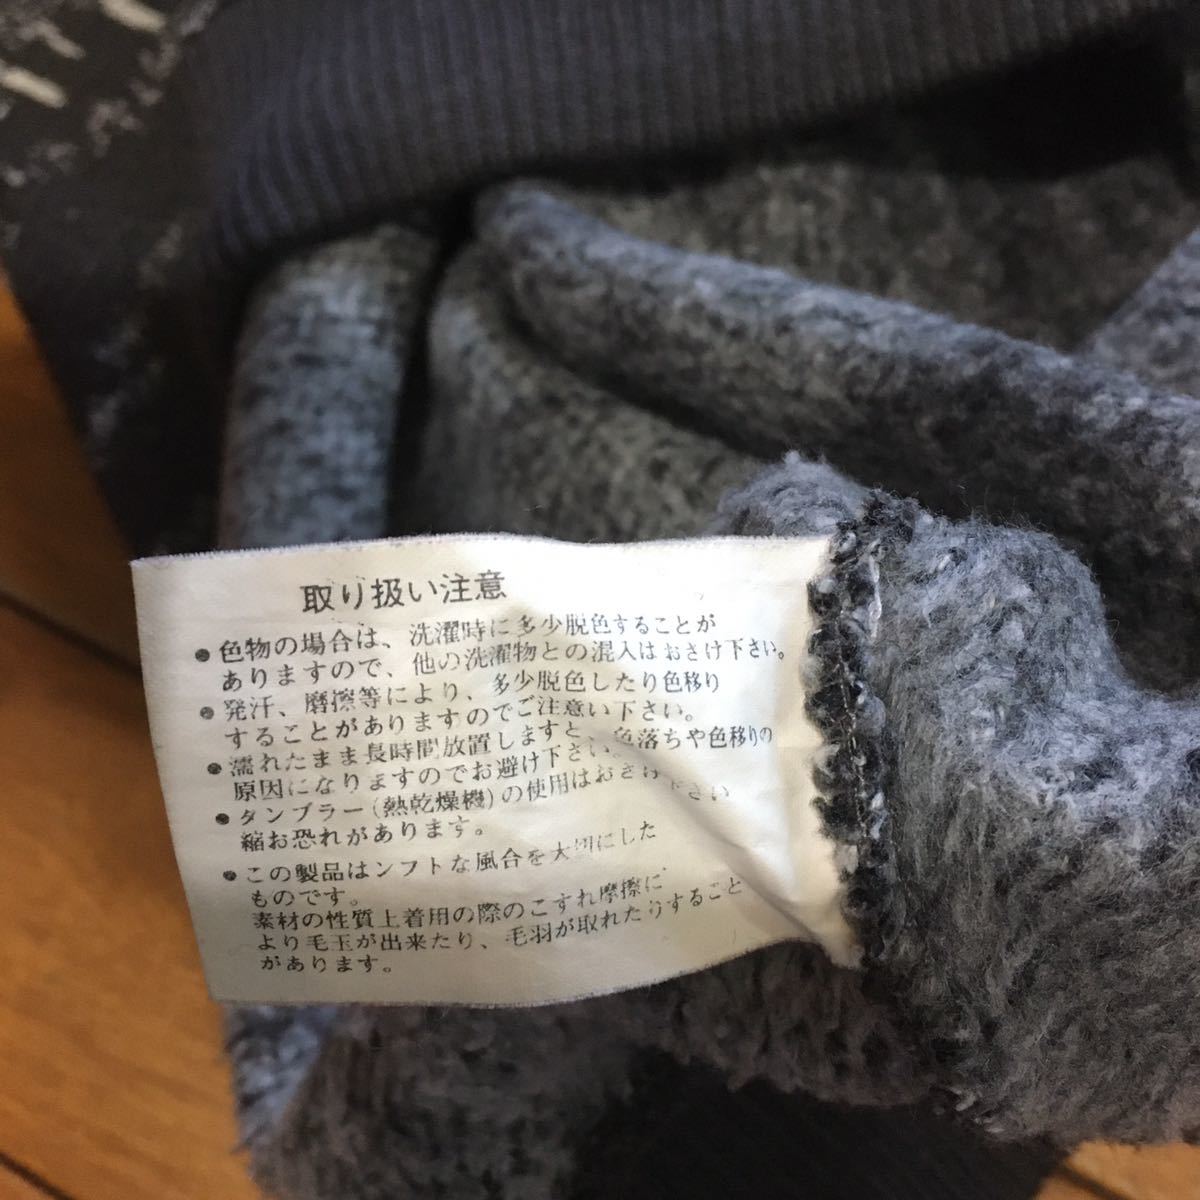 取り扱い注意
●色物の場合は、洗濯時に多少脱色することが
ありますので、他の洗濯物との混入はおさけ下さい。
●発汗、磨擦等により、多少脱色したり色移り
することがありますのでご注意い下さい。
●濡れたまま長時間放置しますと、色落ちや色移りの
原因になりますのでお避け下さい。
●タンブラー(熱乾燥機)の使用はおさけ下さい
縮お恐れがあります。
●この製品はソフトな風合を大切にした
ものです。
素材の性質上着用の際のこすれ摩擦に
より毛玉が出来たり、毛羽が取れたりすること
があります。